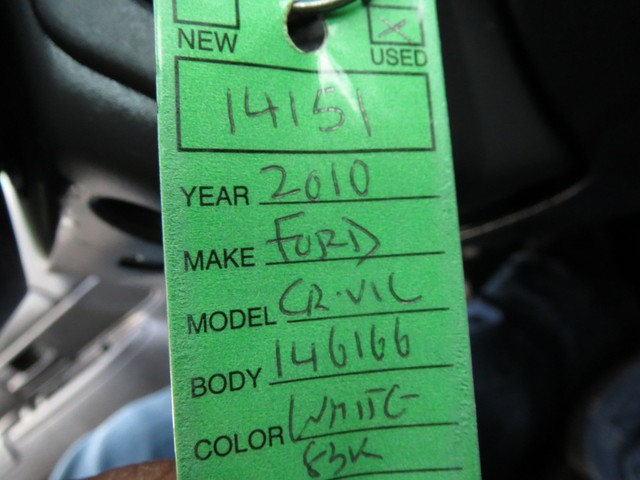 NEW USED
14151
YEAR 2010
MAKE FORD
MODEL CR-VIC
BODY 146166
COLOR WHITE
83K